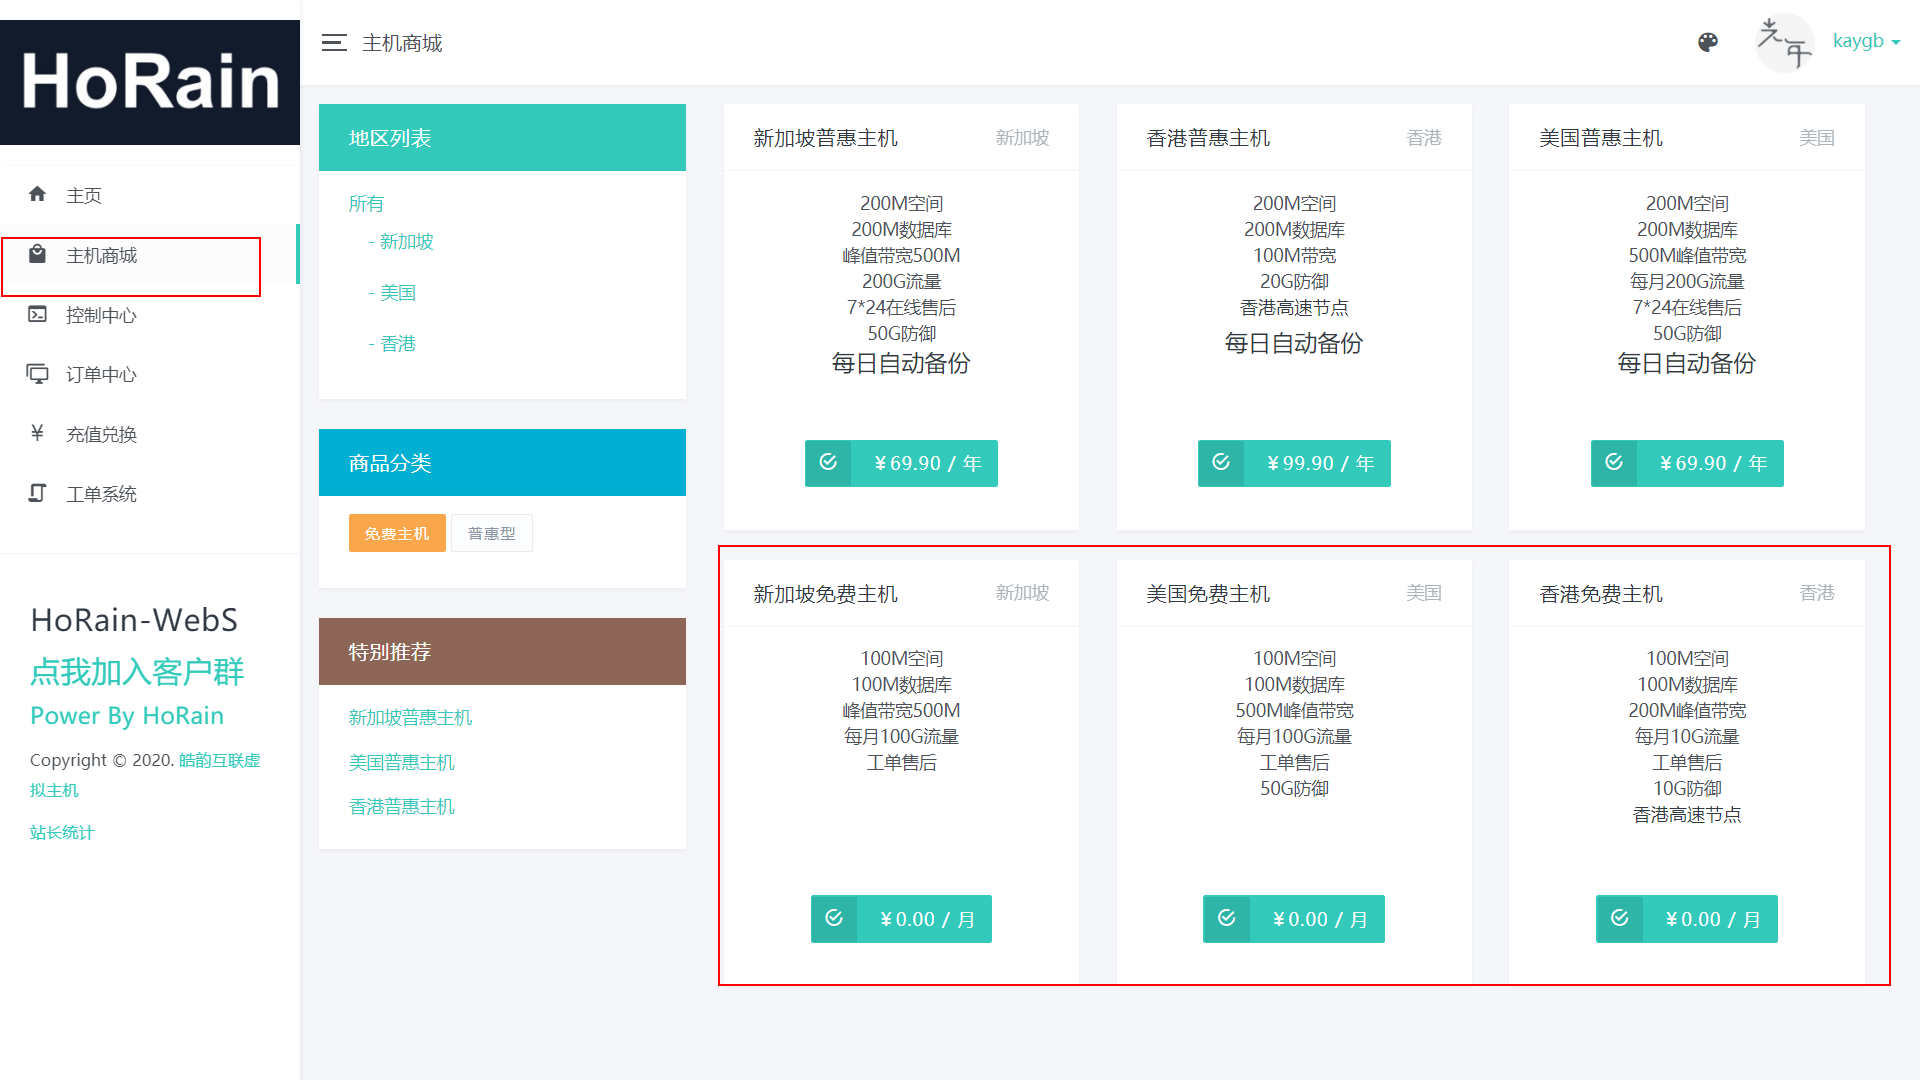 HoRain
主机商城
kaygb
主页
主机商城
控制中心
订单中心
充值兑换
工单系统
HoRain-WebS
点我加入客户群
Power By HoRain
Copyright © 2020. 皓韵互联虚
拟主机
站长统计
地区列表
所有
- 新加坡
- 美国
- 香港
商品分类
免费主机
普惠型
特别推荐
新加坡普惠主机
美国普惠主机
香港普惠主机
新加坡普惠主机
新加坡
200M空间
200M数据库
峰值带宽500M
200G流量
7*24在线售后
50G防御
每日自动备份
¥69.90 / 年
香港普惠主机
香港
200M空间
200M数据库
100M带宽
20G防御
香港高速节点
每日自动备份
¥99.90 / 年
美国普惠主机
美国
200M空间
200M数据库
500M峰值带宽
每月200G流量
7*24在线售后
50G防御
每日自动备份
¥69.90 / 年
新加坡免费主机
新加坡
100M空间
100M数据库
峰值带宽500M
每月100G流量
工单售后
¥0.00 / 月
美国免费主机
美国
100M空间
100M数据库
500M峰值带宽
每月100G流量
工单售后
50G防御
¥0.00 / 月
香港免费主机
香港
100M空间
100M数据库
200M峰值带宽
每月10G流量
工单售后
10G防御
香港高速节点
¥0.00 / 月